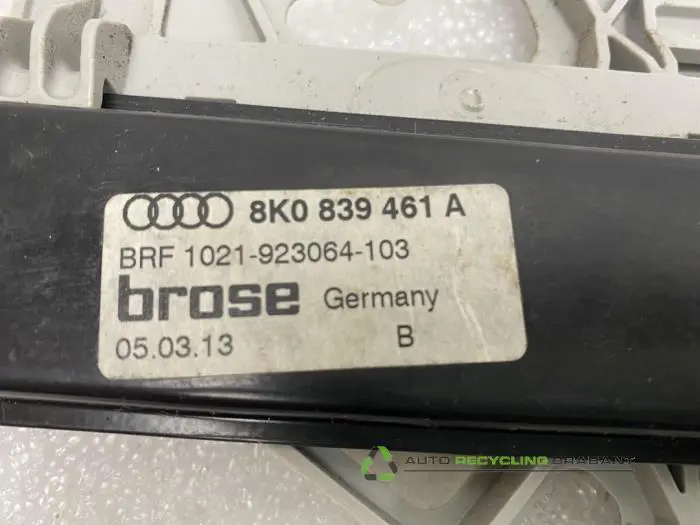 8K0 839 461 A
BRF 1021-923064-103
brose Germany
05.03.13 B
AUTO RECYCLING BRABANT